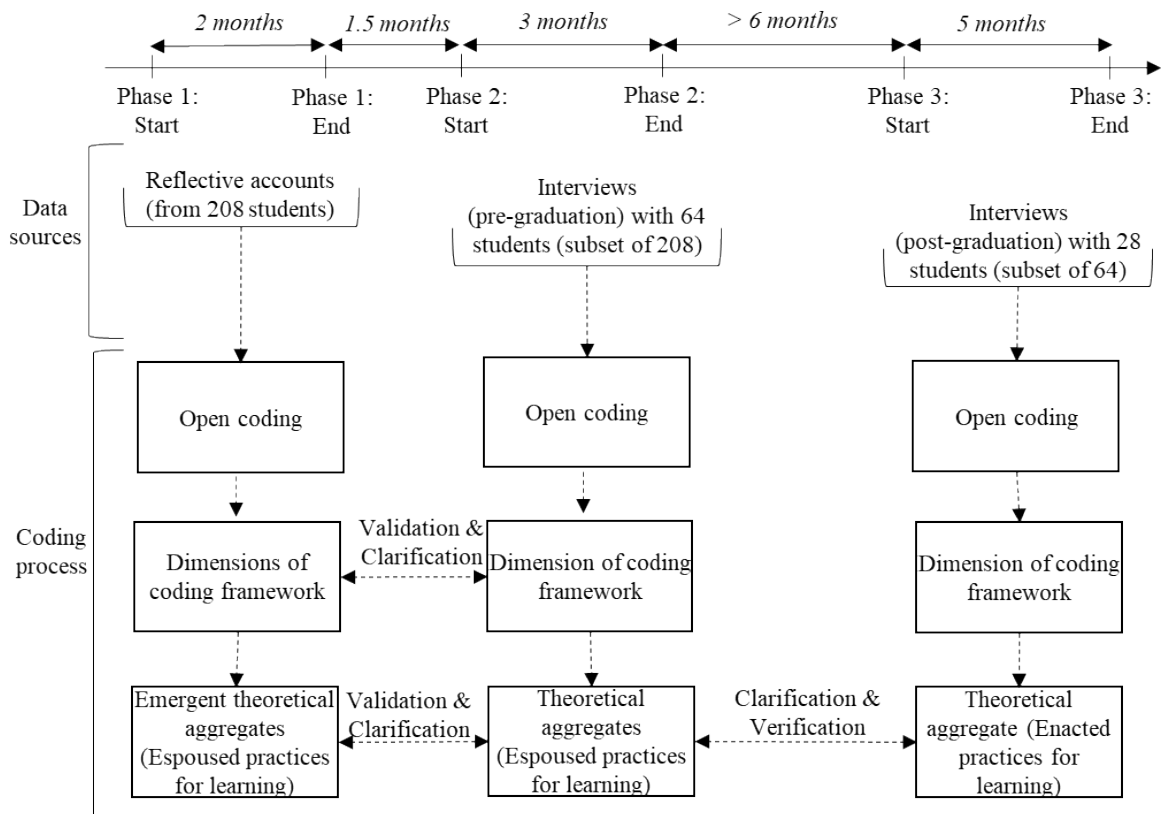 2 months
1.5 months
3 months
> 6 months
5 months
Phase 1:
Start
Phase 1:
End
Phase 2:
Start
Phase 2:
End
Phase 3:
Start
Phase 3:
End
Data
sources
Reflective accounts
(from 208 students)
Interviews
(pre-graduation) with 64
students (subset of 208)
Interviews
(post-graduation) with 28
students (subset of 64)
Coding
process
Open coding
Open coding
Open coding
Dimensions of
coding framework
Validation &
Clarification
Dimension of coding
framework
Dimension of coding
framework
Emergent theoretical
aggregates
(Espoused practices
for learning)
Validation &
Clarification
Theoretical
aggregates
(Espoused practices
for learning)
Clarification &
Verification
Theoretical
aggregate (Enacted
practices for
learning)